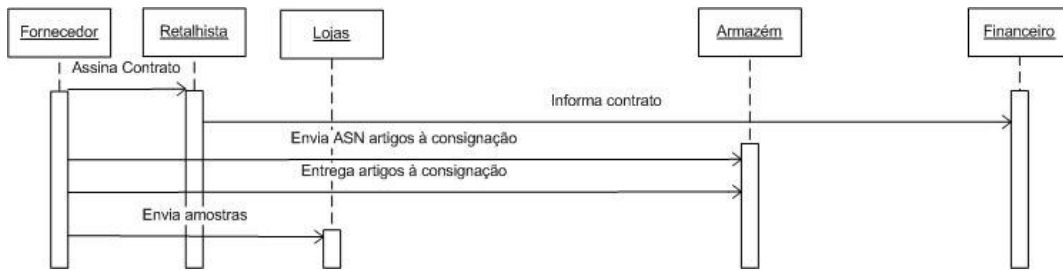 Fornecedor
Retalhista
Lojas
Armazém
Financeiro
Assina Contrato
Informa contrato
Envia ASN artigos à consignação
Entrega artigos à consignação
Envia amostras